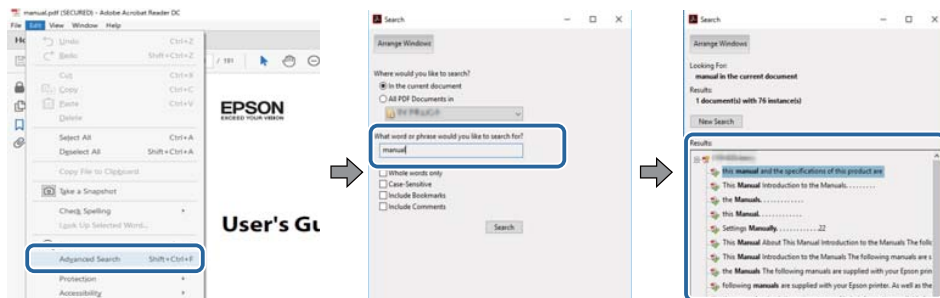 manual.pdf (SECURED) - Adobe Acrobat Reader DC
File Edit View Window Help
Undo Ctrl+Z
Redo Shift+Ctrl+Z
Cut Ctrl+X
Copy Ctrl+C
Paste Ctrl+V
Delete
Select All Ctrl+A
Deselect All Shift+Ctrl+A
Copy File to Clipboard
Take a Snapshot
Check Spelling
Look Up Selected Word...
Advanced Search Shift+Ctrl+F
Protection
Accessibility
/ 191
EPSON
EXCEED YOUR VISION
User's Gu
Search
Arrange Windows
Where would you like to search?
In the current document
All PDF Documents in
What word or phrase would you like to search for?
manual
Whole words only
Case-Sensitive
Include Bookmarks
Include Comments
Search
Search
Arrange Windows
Looking For:
manual in the current document
Results:
1 document(s) with 76 instance(s)
New Search
Results:
this manual and the specifications of this product are
This Manual Introduction to the Manuals.........
the Manuals.............
this Manual.............
Settings Manually.............22
This Manual About This Manual Introduction to the Manuals The follo
This Manual Introduction to the Manuals The following manuals are s
the Manuals The following manuals are supplied with your Epson prin
following manuals are supplied with your Epson printer. As well as the